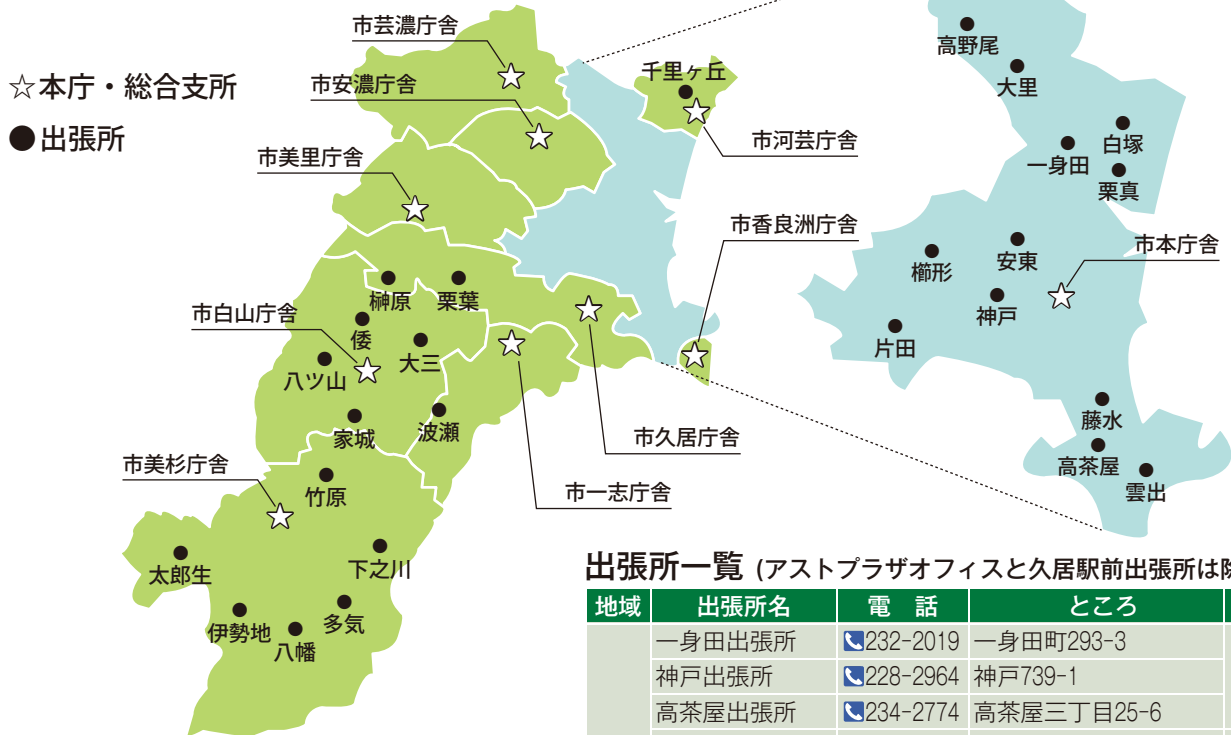 ☆本庁・総合支所
●出張所
市芸濃庁舎
市安濃庁舎
市美里庁舎
千里ヶ丘
市河芸庁舎
市香良洲庁舎
榊原
栗葉
市白山庁舎
倭
大三
八ツ山
家城
波瀬
市久居庁舎
市一志庁舎
市美杉庁舎
竹原
太郎生
下之川
伊勢地
八幡
多気
高野尾
大里
一身田
白塚
栗真
櫛形
安東
市本庁舎
神戸
片田
藤水
高茶屋
雲出
出張所一覧 (アストプラザオフィスと久居駅前出張所は
地域 出張所名 電 話 ところ
一身田出張所 232-2019 一身田町293-3
神戸出張所 228-2964 神戸739-1
高茶屋出張所 234-2774 高茶屋三丁目25-6